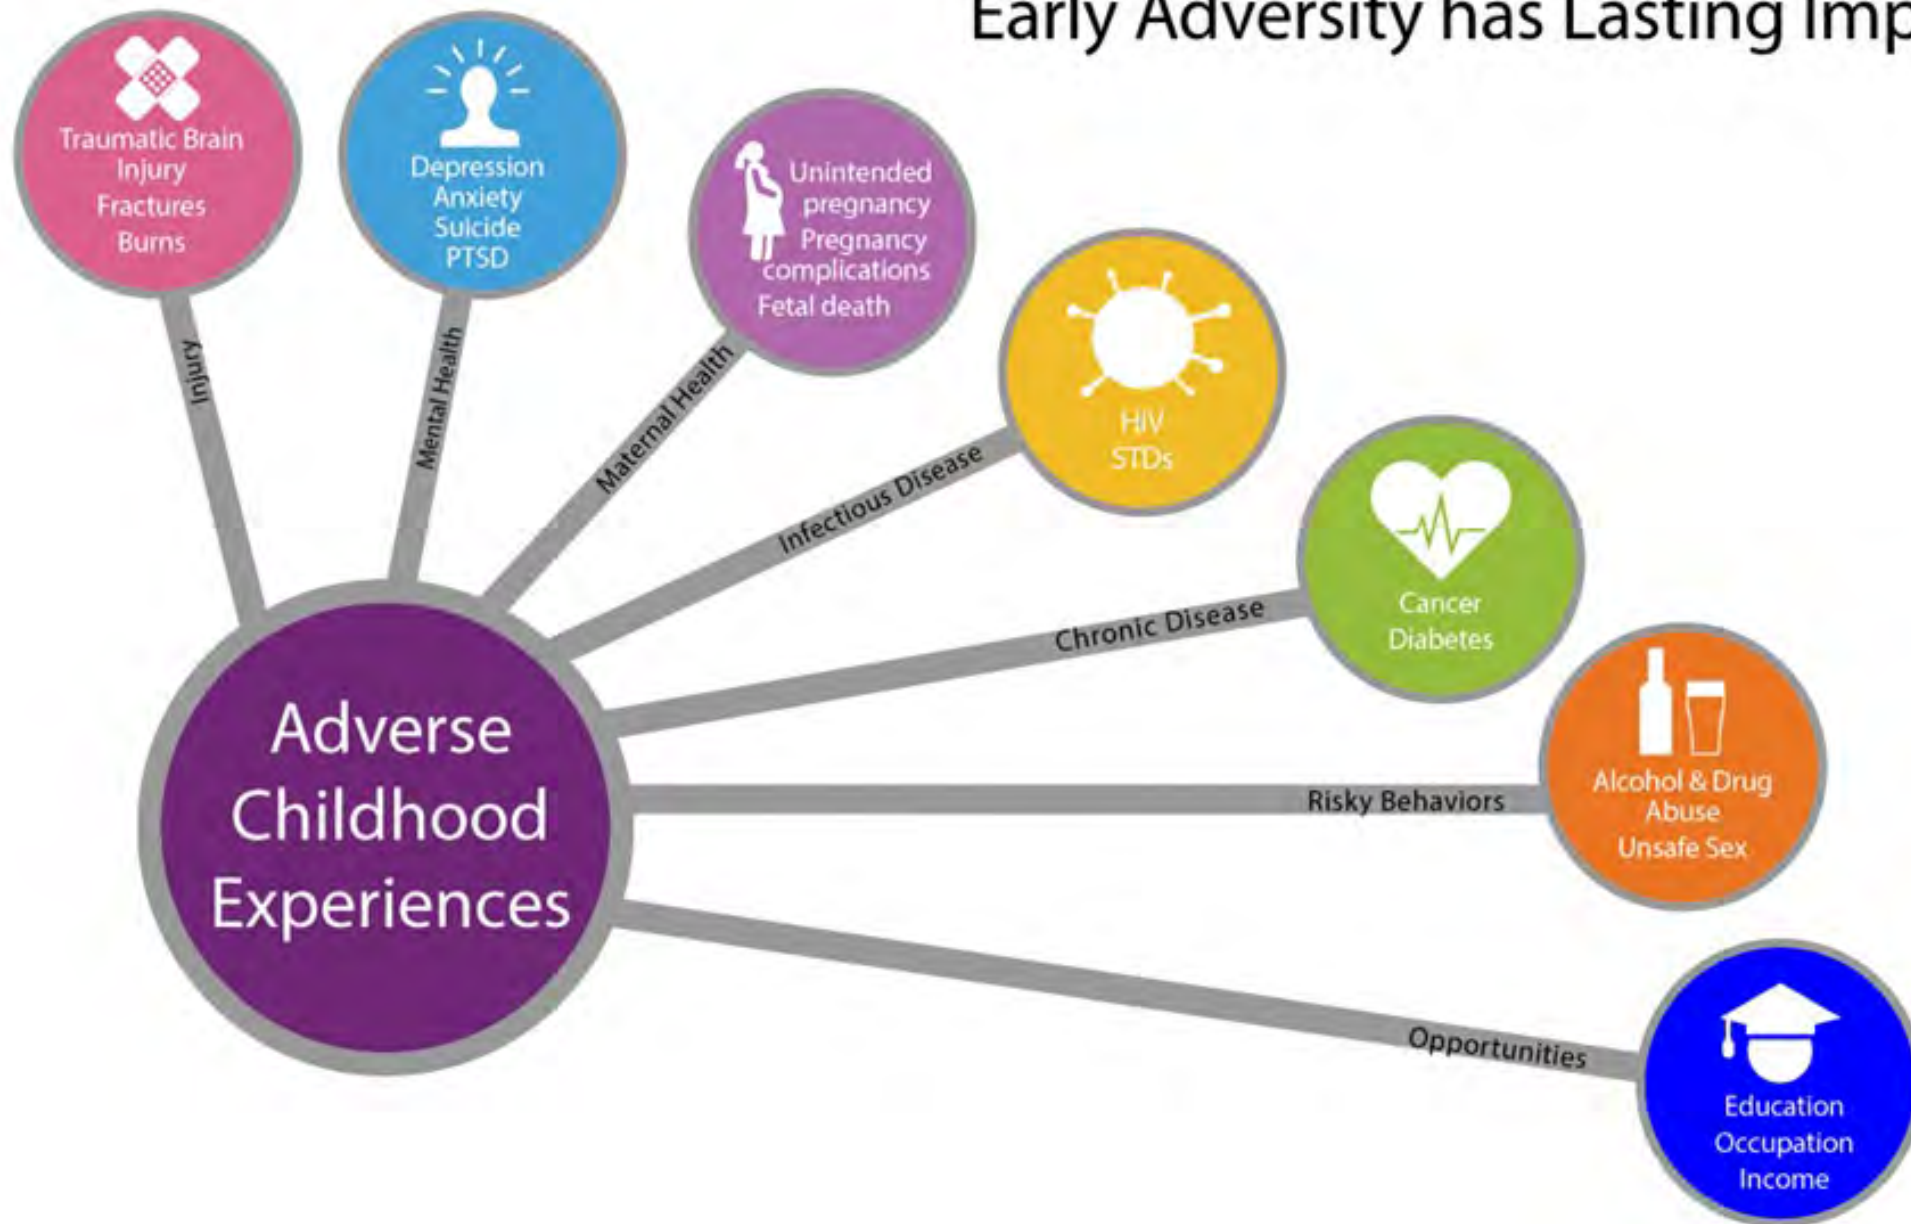 Early Adversity has Lasting
Traumatic Brain
Injury
Fractures
Burns
Depression
Anxiety
Suicide
PTSD
Unintended
pregnancy
Pregnancy
complications
Fetal death
HIV
STDs
Cancer
Diabetes
Alcohol & Drug
Abuse
Unsafe Sex
Education
Occupation
Income
Injury
Mental Health
Maternal Health
Infectious Disease
Chronic Disease
Risky Behaviors
Opportunities
Adverse
Childhood
Experiences